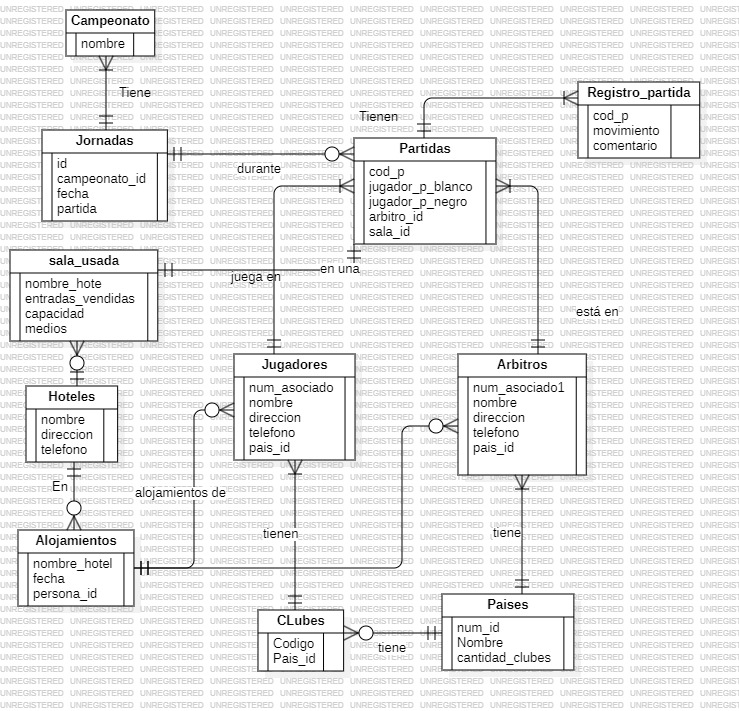 Campeonato
nombre
Tiene
Jornadas
id
campeonato_id
fecha
partida
durante
Tienen
Partidas
cod_p
jugador_p_blanco
jugador_p_negro
arbitro_id
sala_id
Registro_partida
cod_p
movimiento
comentario
sala_usada
nombre_hote
entradas_vendidas
capacidad
medios
juega en
en una
está en
Hoteles
nombre
direccion
telefono
Jugadores
num_asociado
nombre
direccion
telefono
pais_id
Arbitros
num_asociado1
nombre
direccion
telefono
pais_id
En
alojamientos de
Alojamientos
nombre_hotel
fecha
persona_id
tienen
tiene
CLubes
Codigo
Pais_id
tiene
Paises
num_id
Nombre
cantidad_clubes
UNREGISTERED